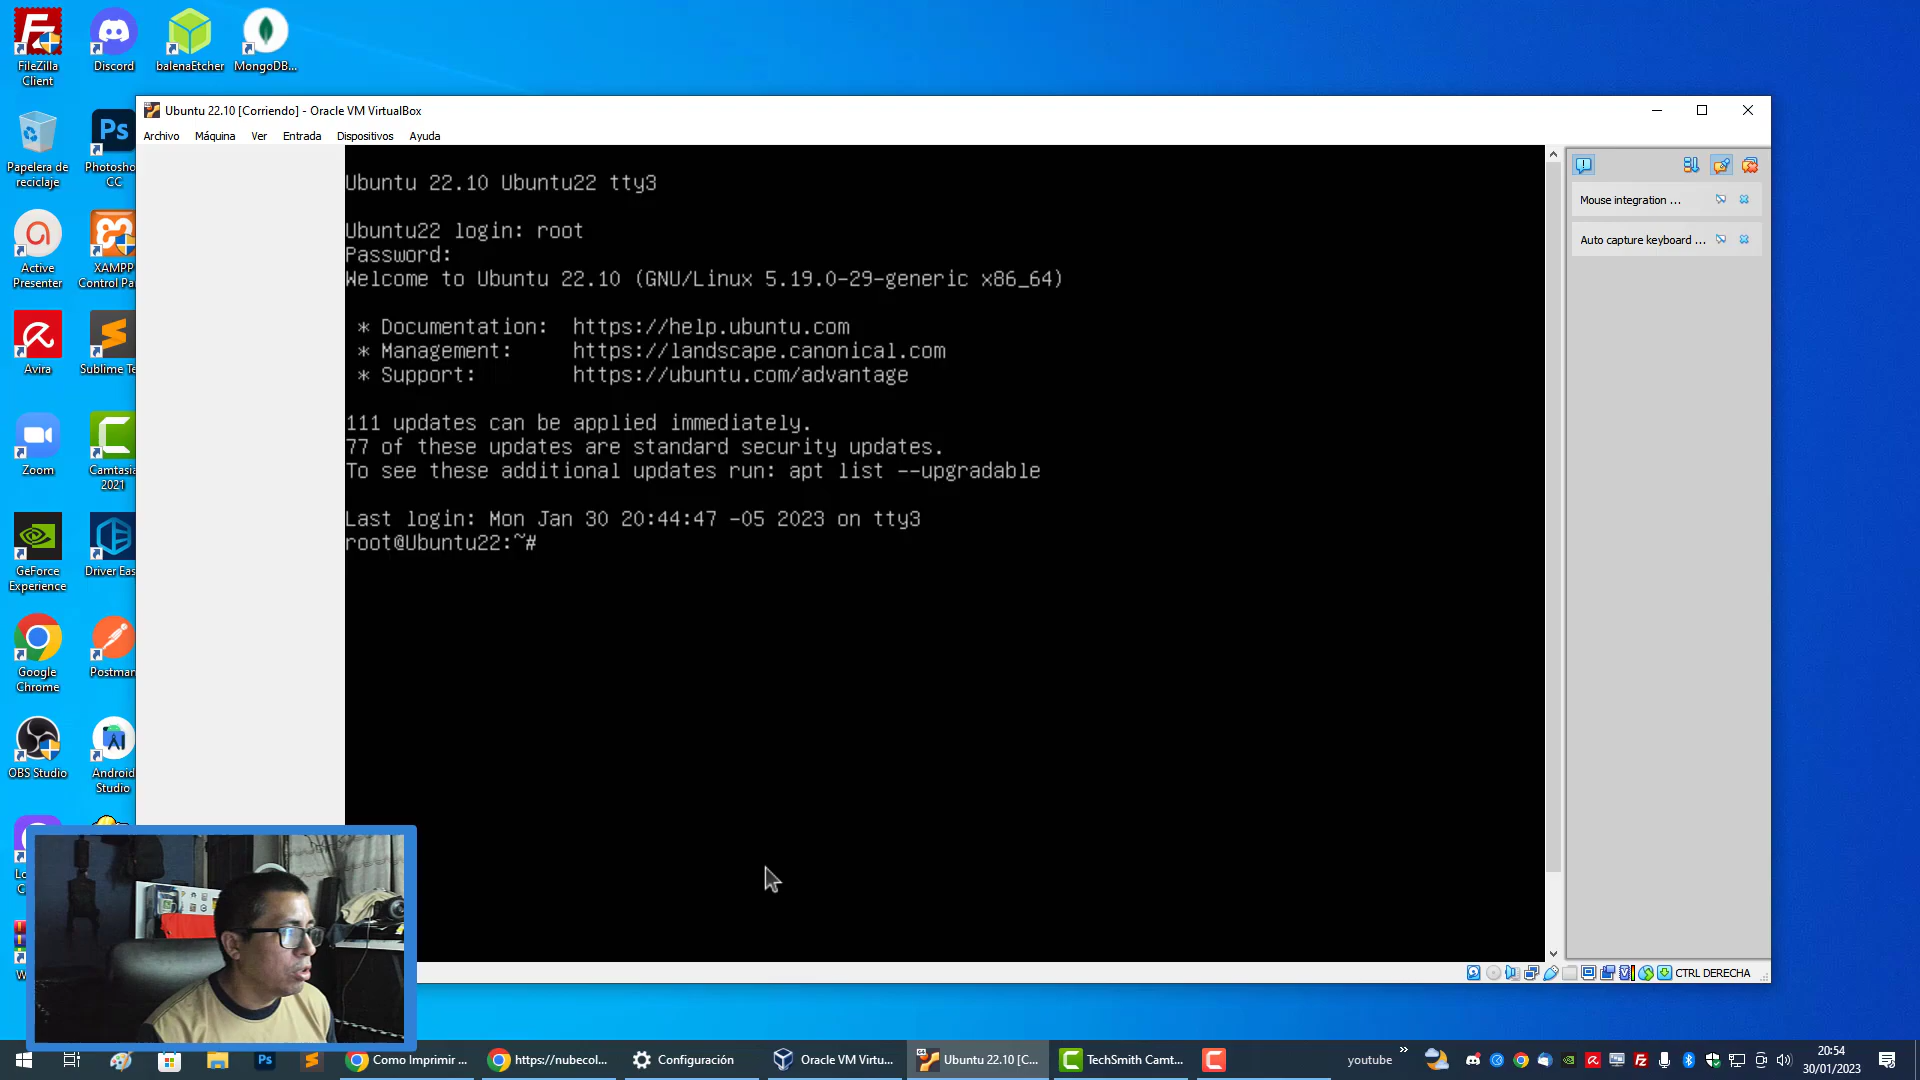 FileZilla
Client
Discord
balenaEtcher
MongoDB...
Papelera de
reciclaje
Photosho
CC
Active
Presenter
XAMPP
Control Pa
Avira
Sublime Te
Zoom
Camtasia
2021
GeForce
Experience
Driver Eas
Google
Chrome
Postman
OBS Studio
Android
Studio
Ubuntu 22.10 [Corriendo] - Oracle VM VirtualBox
Archivo Máquina Ver Entrada Dispositivos Ayuda
Ubuntu 22.10 Ubuntu22 tty3
Ubuntu22 login: root
Password:
Welcome to Ubuntu 22.10 (GNU/Linux 5.19.0-29-generic x86_64)
* Documentation: https://help.ubuntu.com
* Management: https://landscape.canonical.com
* Support: https://ubuntu.com/advantage
111 updates can be applied immediately.
77 of these updates are standard security updates.
To see these additional updates run: apt list --upgradable
Last login: Mon Jan 30 20:44:47 -05 2023 on tty3
root@Ubuntu22:~#
Mouse integration ...
Auto capture keyboard ...
CTRL DERECHA
Como Imprimir ...
https://nubecol...
Configuración
Oracle VM Virtu...
Ubuntu 22.10 [C...
TechSmith Camt...
youtube
20:54
30/01/2023